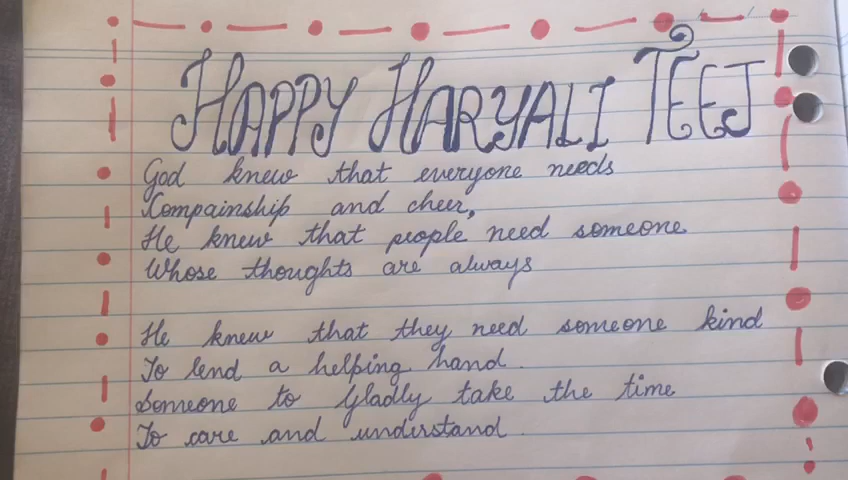 HAPPY HARYALI TEEJ
God knew that everyone needs
Compainship and cheer,
He knew that people need someone
Whose thoughts are always
He knew that they need someone kind
To lend a helping hand.
Someone to Gladly take the time
To care and understand.